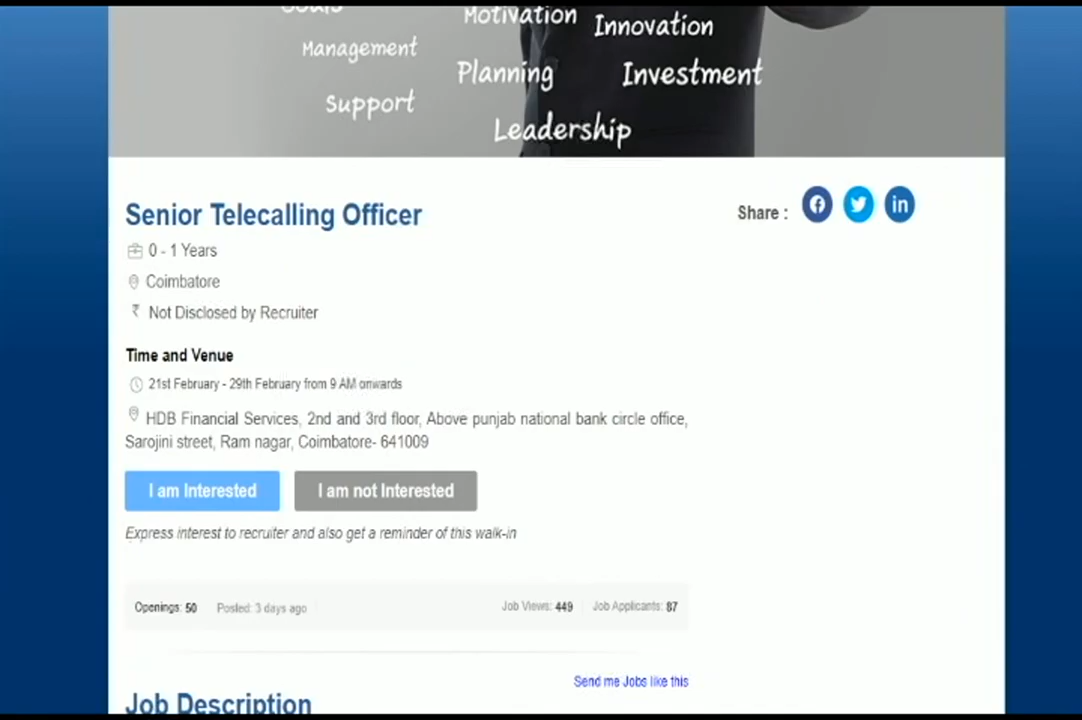 Goals
Motivation
Innovation
Management
Planning
Investment
Support
Leadership
Senior Telecalling Officer
Share :
0 - 1 Years
Coimbatore
₹ Not Disclosed by Recruiter
Time and Venue
21st February - 29th February from 9 AM onwards
HDB Financial Services, 2nd and 3rd floor, Above punjab national bank circle office,
Sarojini street, Ram nagar, Coimbatore- 641009
I am Interested I am not Interested
Express interest to recruiter and also get a reminder of this walk-in
Openings: 50 Posted: 3 days ago Job Views: 449 Job Applicants: 87
Send me Jobs like this
Job Description